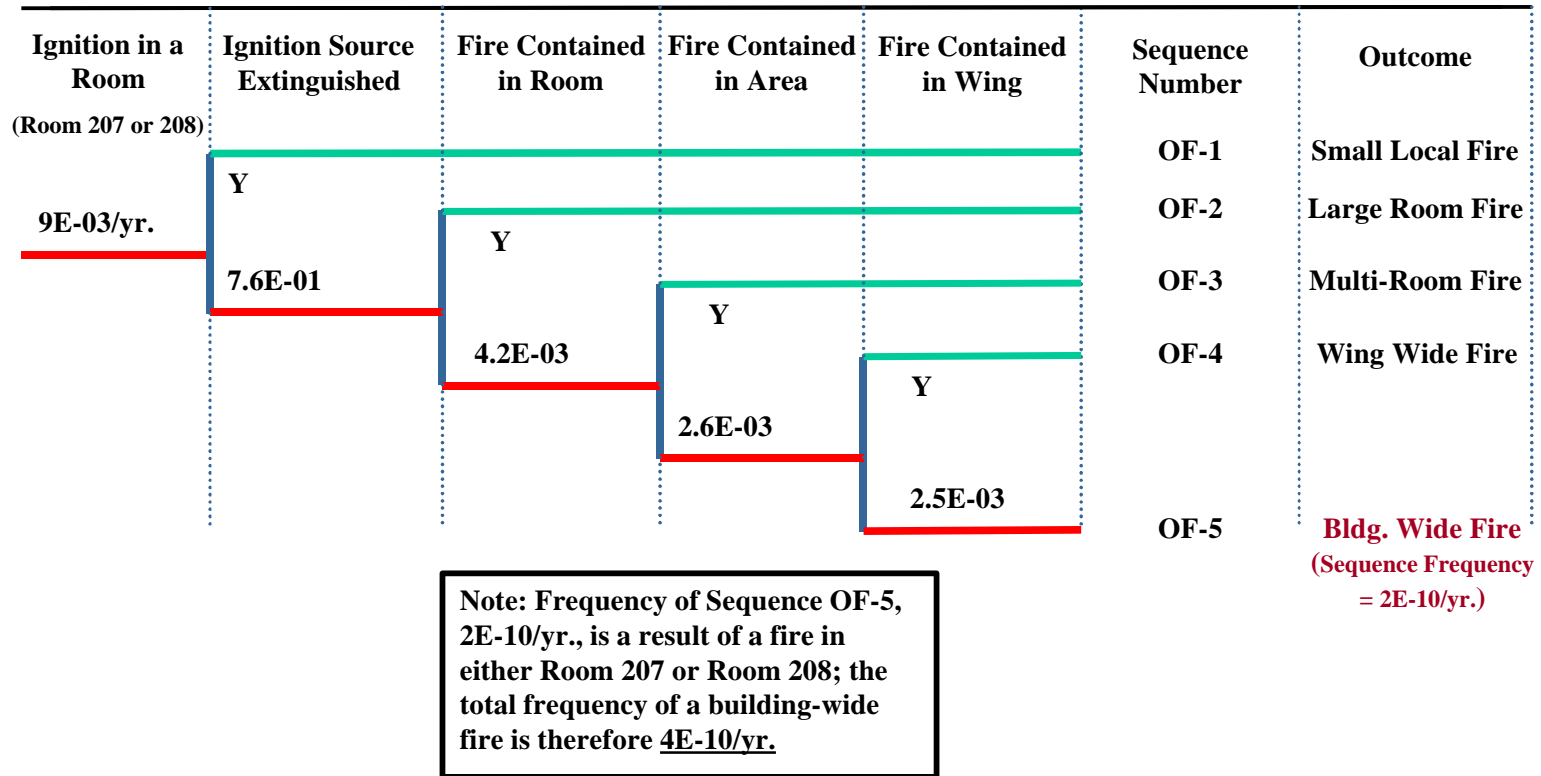 Ignition in a Room
(Room 207 or 208)
Ignition Source Extinguished
Fire Contained in Room
Fire Contained in Area
Fire Contained in Wing
Sequence Number
Outcome
OF-1
Small Local Fire
Y
OF-2
Large Room Fire
9E-03/yr.
Y
7.6E-01
OF-3
Multi-Room Fire
Y
4.2E-03
OF-4
Wing Wide Fire
Y
2.6E-03
2.5E-03
OF-5
Bldg. Wide Fire
(Sequence Frequency
= 2E-10/yr.)
Note: Frequency of Sequence OF-5,
2E-10/yr., is a result of a fire in
either Room 207 or Room 208; the
total frequency of a building-wide
fire is therefore 4E-10/yr.